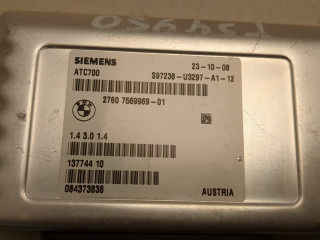 SIEMENS
23-10-08
ATC700
S97238-U3297-A1-12
2760 7569969-01
1.4 3.0 1.4
137744 10
084373838
AUSTRIA